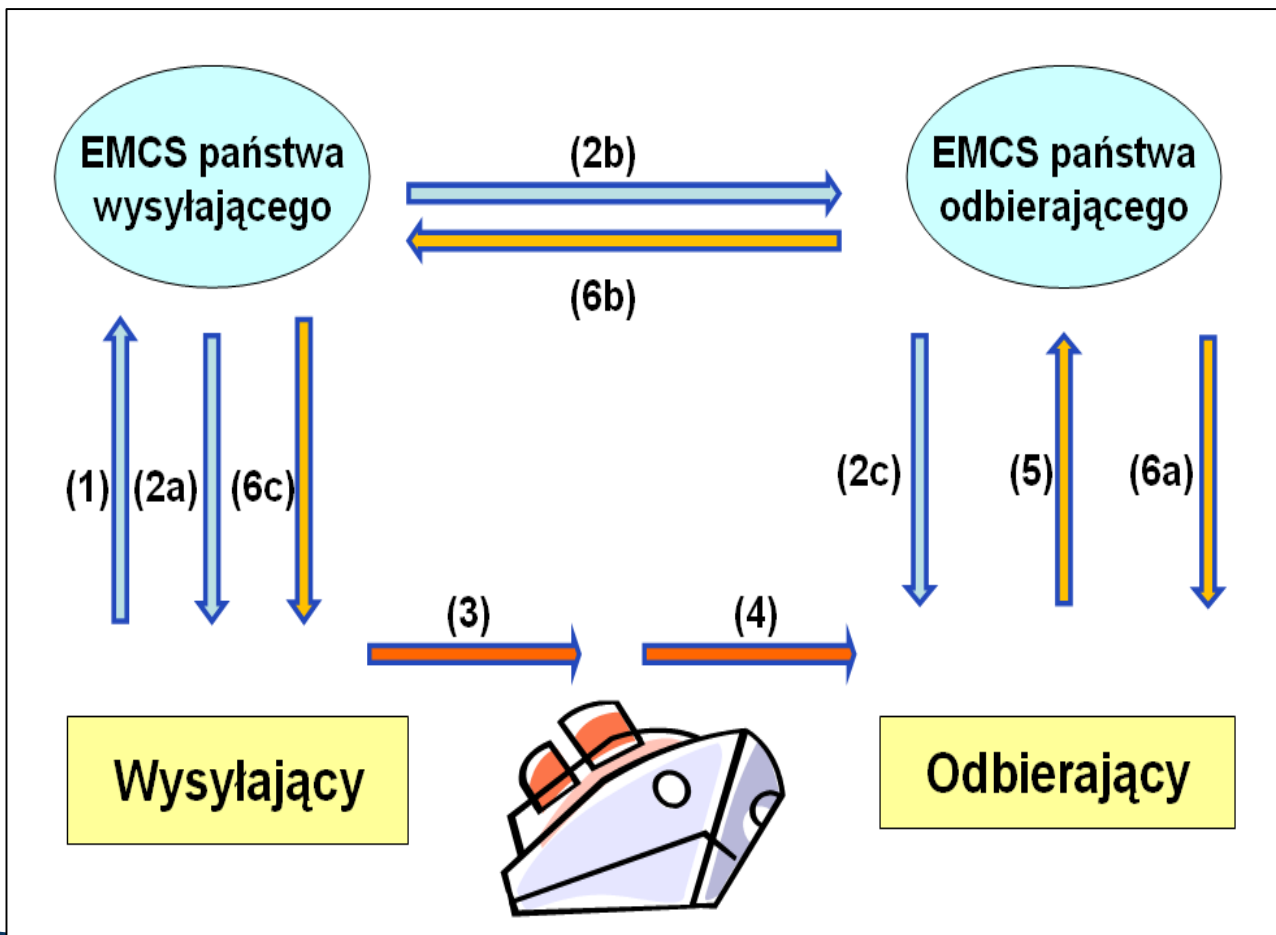 EMCS państwa
wysyłającego
(2b)
EMCS państwa
odbierającego
(6b)
(1)
(2a)
(6c)
(2c)
(5)
(6a)
(3)
(4)
Wysyłający
Odbierający